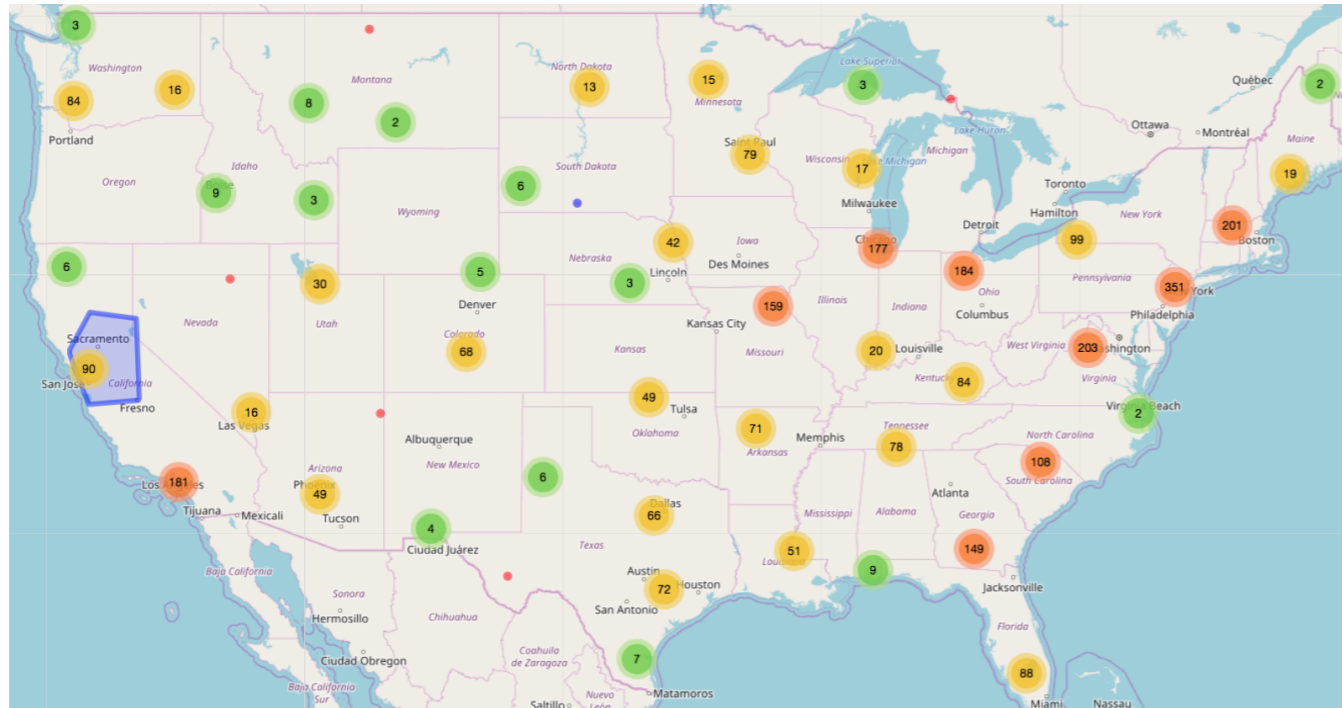 3
Québec
Washington
Montana
North Dakota
Lake Superior
16
84
8
13
15
3
2
Minnesota
2
Portland
Ottawa
Montréal
Maine
Saint Paul
79
Lake Huron
Idaho
South Dakota
Wisconsin
Michigan
Michigan
17
19
Oregon
9
3
6
Toronto
Wyoming
Milwaukee
Hamilton
New York
Detroit
201
Boston
42
Iowa
177
99
6
5
Nebraska
Lincoln
Des Moines
184
Pennsylvania
30
3
Ohio
351
York
Denver
159
Illinois
Indiana
Columbus
Philadelphia
Nevada
Utah
Kansas City
Sacramento
Colorado
68
Kansas
Missouri
20
Louisville
West Virginia
203
90
San Jose
California
84
Virginia
Fresno
49
Tulsa
Virginia Beach
2
16
Las Vegas
71
Memphis
Tennessee
78
Albuquerque
Oklahoma
Arkansas
North Carolina
New Mexico
108
181
Arizona
6
South Carolina
Phoenix
49
Atlanta
Tijuana
Mexicali
Tucson
Dallas
66
Mississippi
Alabama
Georgia
4
Ciudad Juárez
Texas
51
149
Louisiana
Baja California
Austin
9
Sonora
72
Houston
Jacksonville
Hermosillo
Chihuahua
San Antonio
Florida
Ciudad Obregon
Coahuila
de Zaragoza
7
88
Baja California
Sur
Nuevo
León
Matamoros
Saltillo
Miami
Nassau